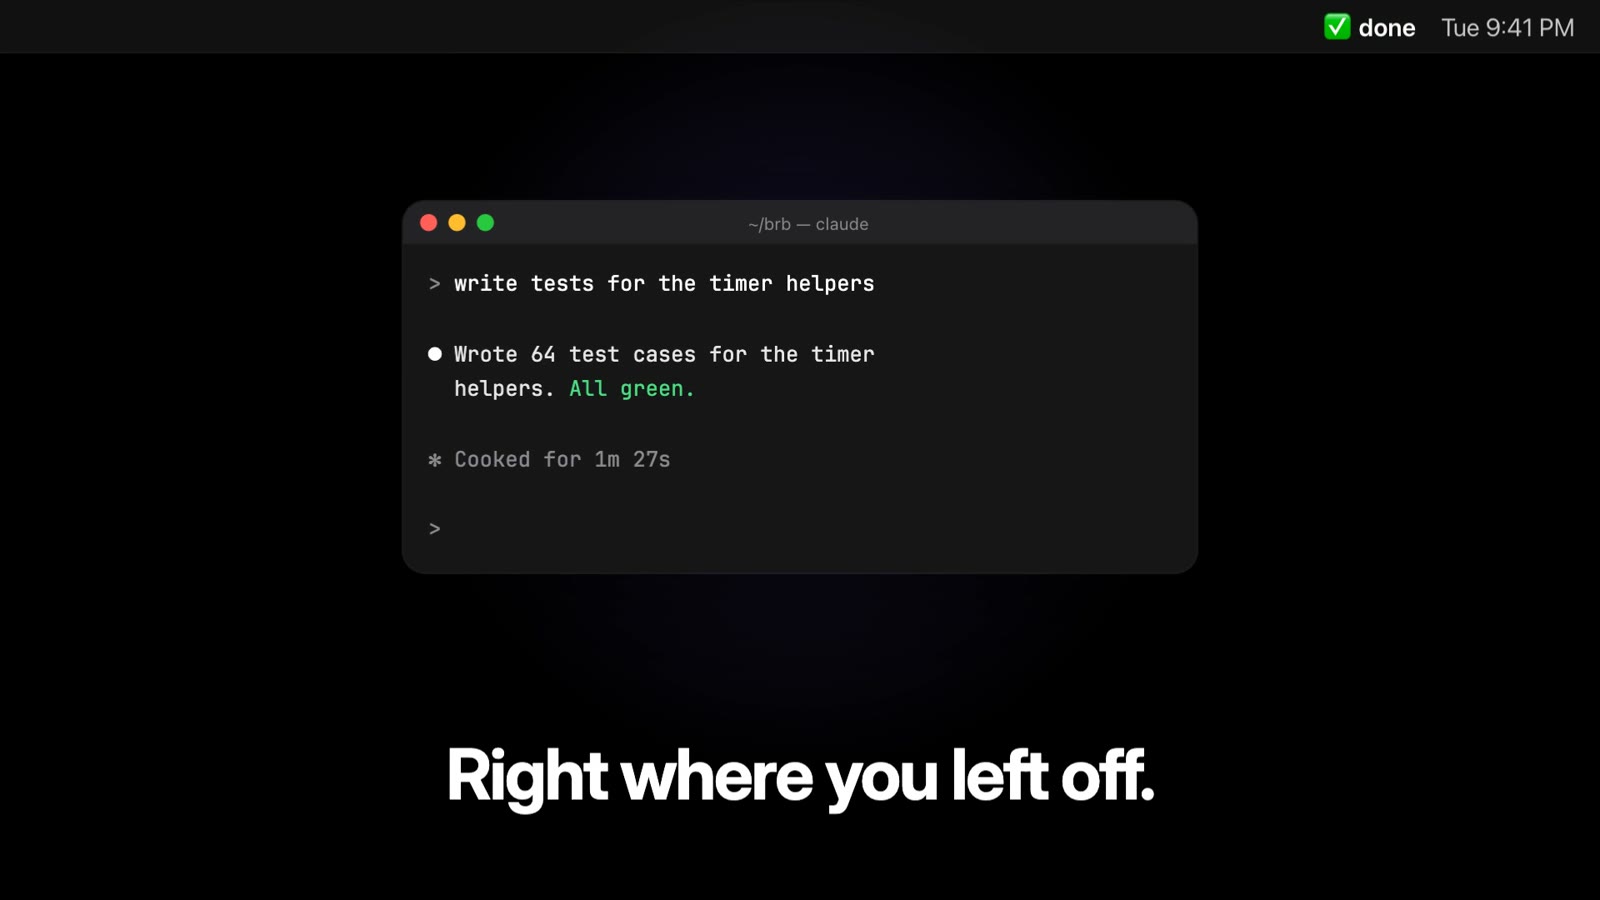 ✅ done Tue 9:41 PM
~/brb — claude
> write tests for the timer helpers
● Wrote 64 test cases for the timer
helpers. All green.
✻ Cooked for 1m 27s
>
Right where you left off.